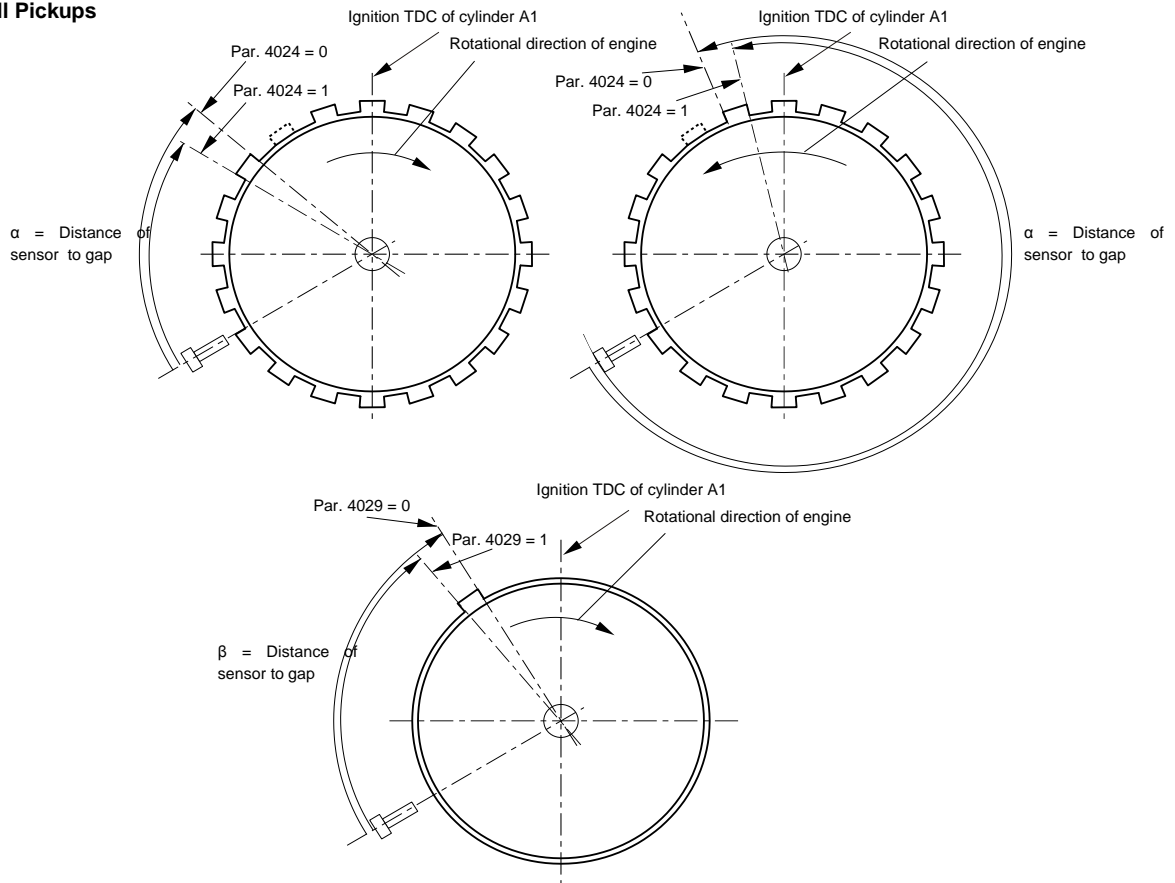 ll Pickups
Ignition TDC of cylinder A1
Rotational direction of engine
Par. 4024 = 0
Par. 4024 = 1
α = Distance of
sensor to gap
Ignition TDC of cylinder A1
Rotational direction of engine
Par. 4024 = 0
Par. 4024 = 1
α = Distance of
sensor to gap
Ignition TDC of cylinder A1
Rotational direction of engine
Par. 4029 = 0
Par. 4029 = 1
β = Distance of
sensor to gap